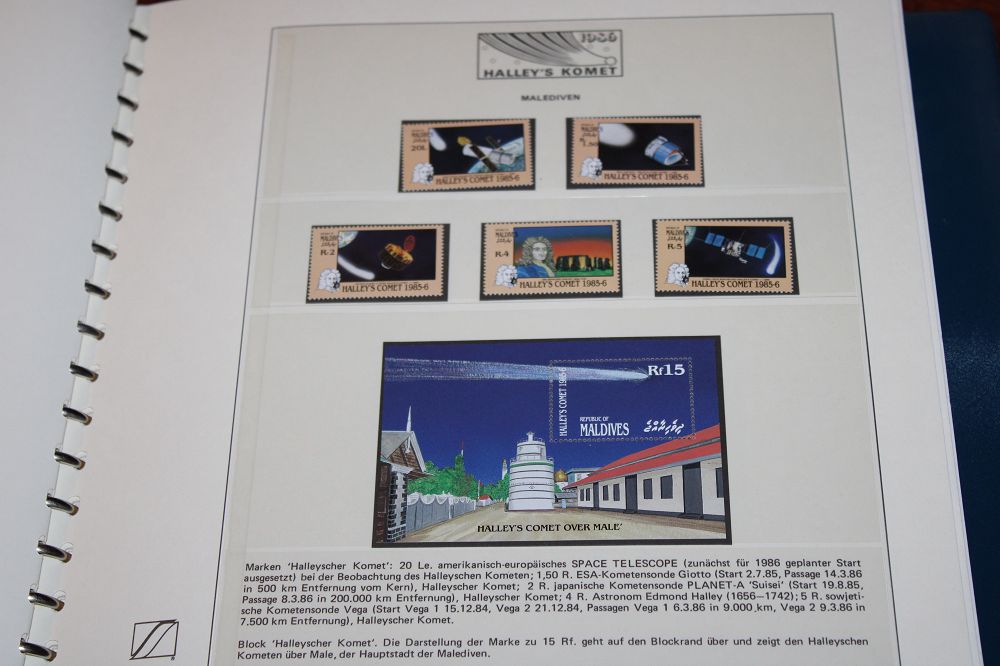 1986
HALLEY'S KOMET
MALEDIVEN
MALDIVES
20L
HALLEY'S COMET 1985-6
MALDIVES
1.50
HALLEY'S COMET 1985-6
MALDIVES
R·2
HALLEY'S COMET 1985-6
MALDIVES
R·4
HALLEY'S COMET 1985-6
MALDIVES
R·5
HALLEY'S COMET 1985-6
Rf15
HALLEY'S COMET 1985-6
REPUBLIC OF
MALDIVES
HALLEY'S COMET OVER MALE'
Marken 'Halleyscher Komet': 20 Le. amerikanisch-europäisches SPACE TELESCOPE (zunächst für 1986 geplanter Start
ausgesetzt) bei der Beobachtung des Halleyschen Kometen; 1,50 R. ESA-Kometensonde Giotto (Start 2.7.85, Passage 14.3.86
in 500 km Entfernung vom Kern), Halleyscher Komet; 2 R. japanische Kometensonde PLANET-A 'Suisei' (Start 19.8.85,
Passage 8.3.86 in 200.000 km Entfernung), Halleyscher Komet; 4 R. Astronom Edmond Halley (1656—1742); 5 R. sowjeti-
sche Kometensonde Vega (Start Vega 1 15.12.84, Vega 2 21.12.84, Passagen Vega 1 6.3.86 in 9.000 km, Vega 2 9.3.86 in
7.500 km Entfernung), Halleyscher Komet.
Block 'Halleyscher Komet'. Die Darstellung der Marke zu 15 Rf. geht auf den Blockrand über und zeigt den Halleyschen
Kometen über Male, der Hauptstadt der Malediven.